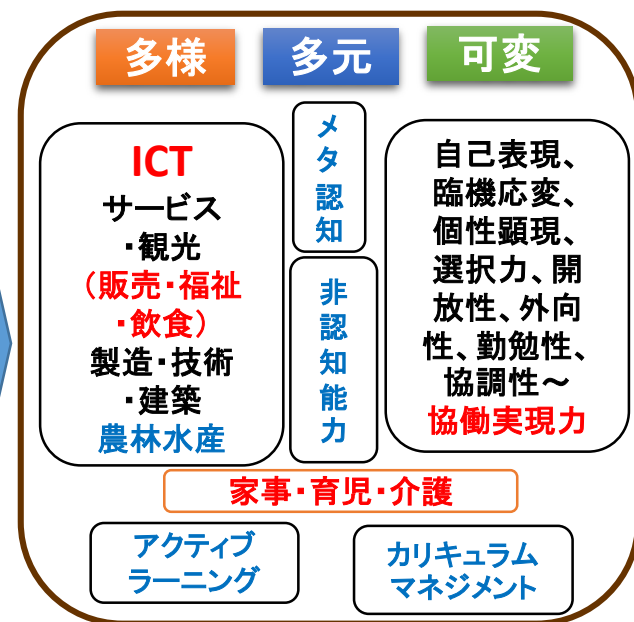 多様
多元
可変
ICT
サービス
・観光
（販売・福祉
・飲食）
製造・技術
・建築
農林水産
メタ認知
非認知能力
自己表現、
臨機応変、
個性顕現、
選択力、開
放性、外向
性、勤勉性、
協調性～
協働実現力
家事・育児・介護
アクティブ
ラーニング
カリキュラム
マネジメント